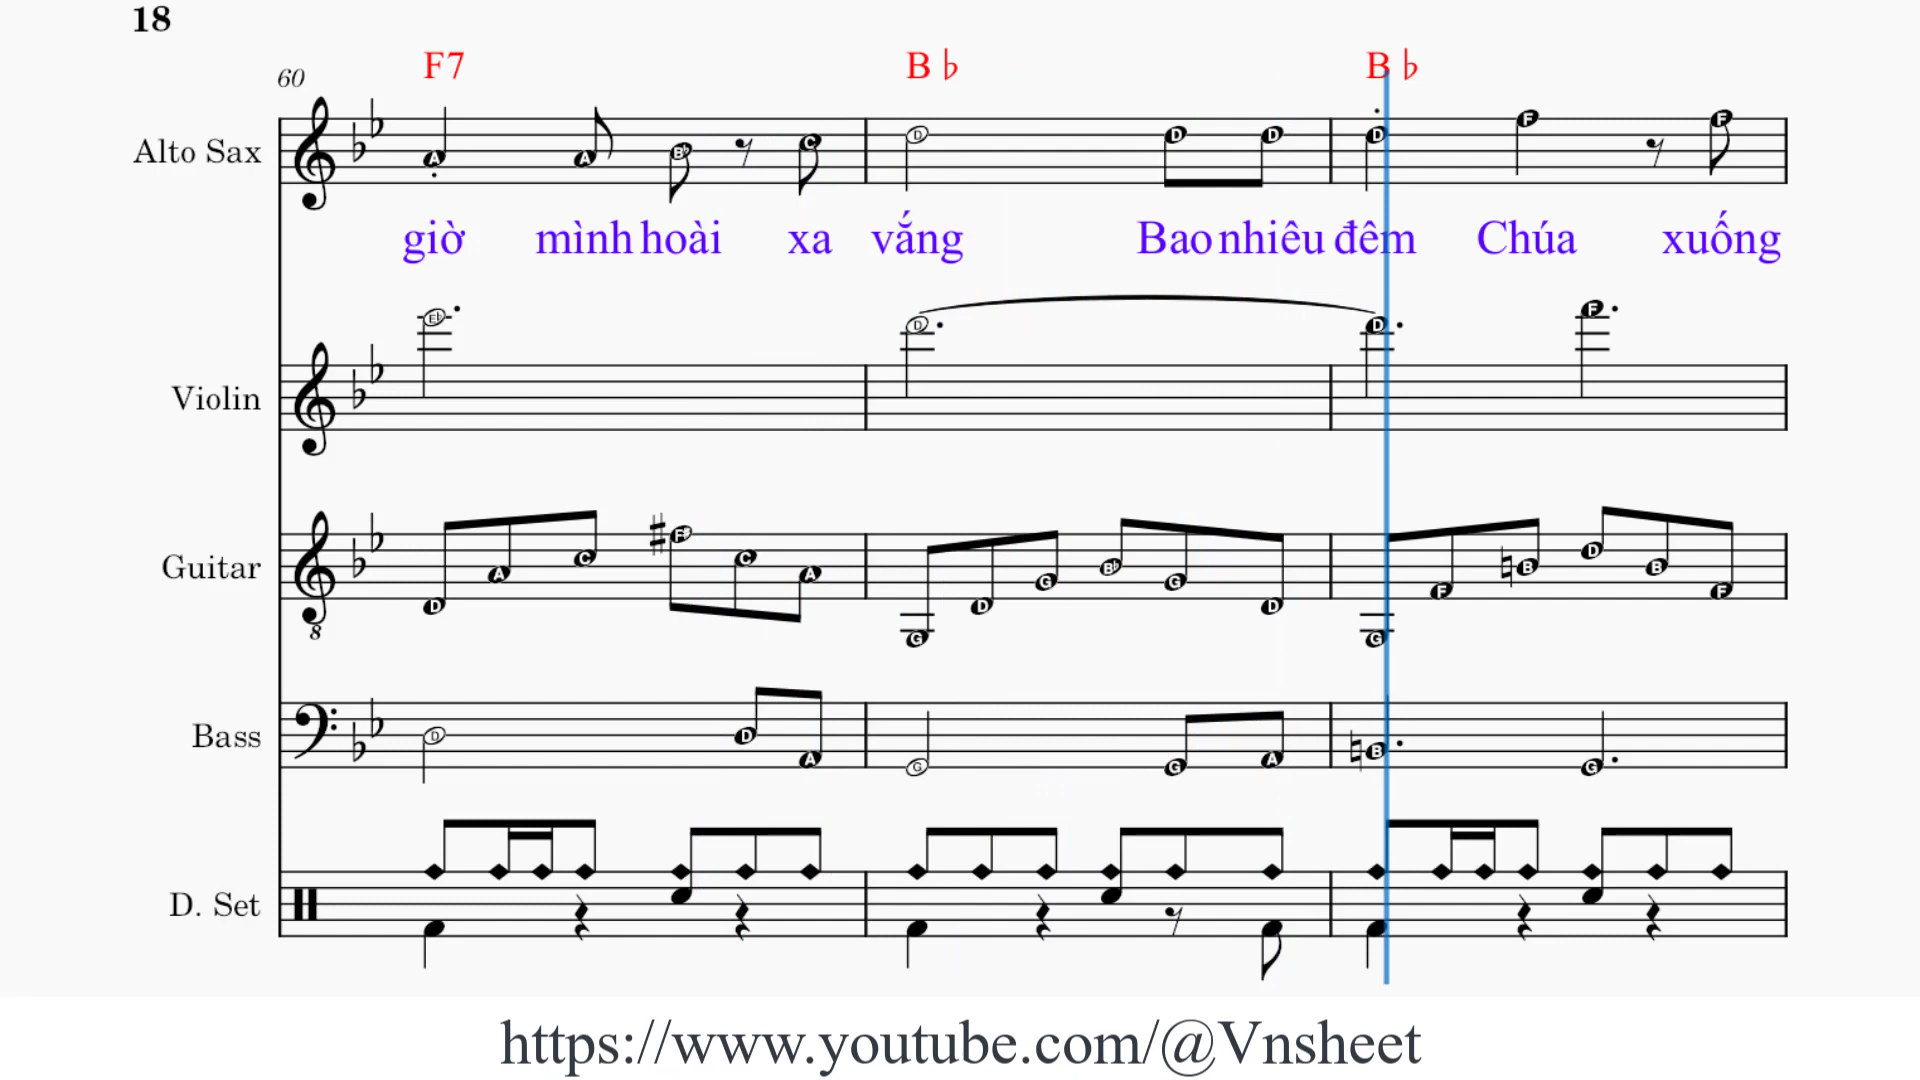 18
60
F7 B♭ B♭
Alto Sax
A A B♭ C D D D D F F
giờ mình hoài xa vắng Bao nhiêu đêm Chúa xuống
E♭ D D F
Violin
D A C F# C A G D G B♭ G D G F B D B F
Guitar
8
Bass
D D A G G A B G
D. Set
https://www.youtube.com/@Vnsheet